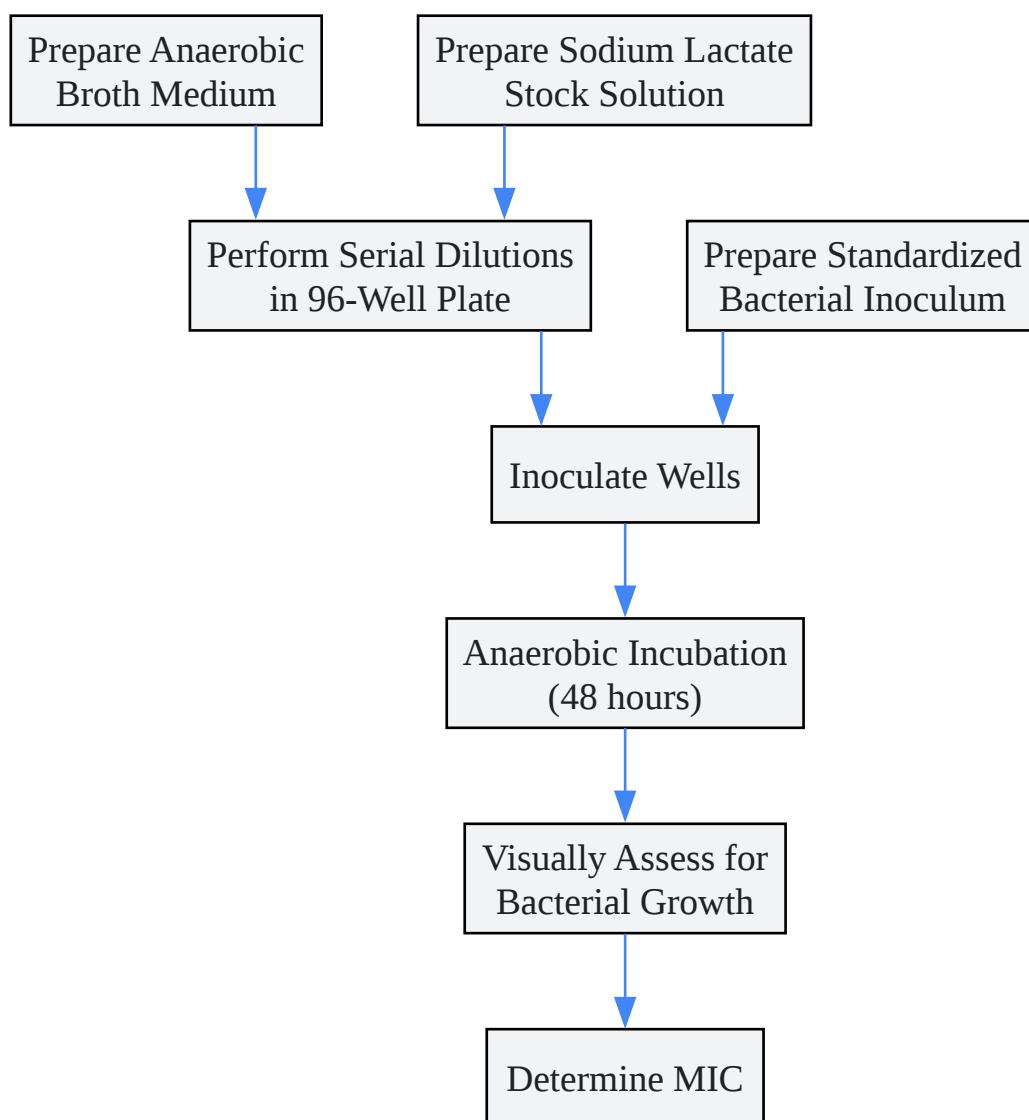 Prepare Anaerobic
Broth Medium
Prepare Sodium Lactate
Stock Solution
Perform Serial Dilutions
in 96-Well Plate
Prepare Standardized
Bacterial Inoculum
Inoculate Wells
Anaerobic Incubation
(48 hours)
Visually Assess for
Bacterial Growth
Determine MIC